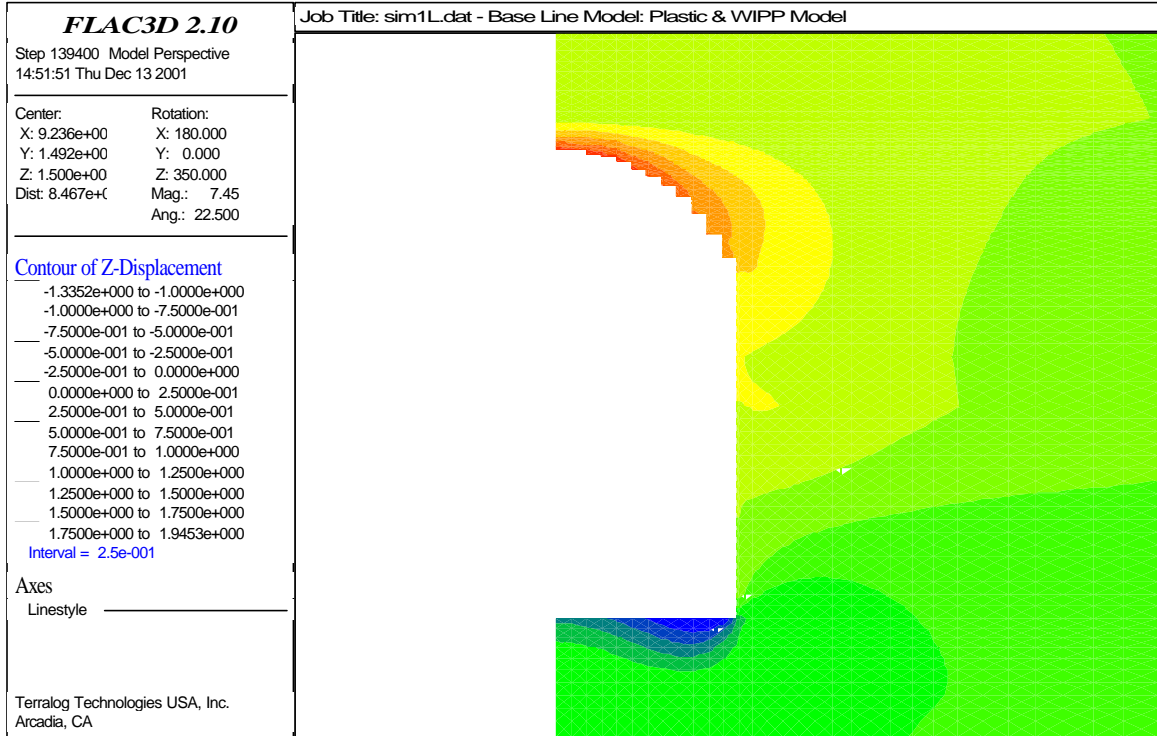 FLAC3D 2.10
Step 139400 Model Perspective
14:51:51 Thu Dec 13 2001
Center: Rotation:
X: 9.236e+00 X: 180.000
Y: 1.492e+00 Y: 0.000
Z: 1.500e+00 Z: 350.000
Dist: 8.467e+ Mag.: 7.45
Ang.: 22.500
Contour of Z-Displacement
-1.3352e+000 to -1.0000e+000
-1.0000e+000 to -7.5000e-001
-7.5000e-001 to -5.0000e-001
-5.0000e-001 to -2.5000e-001
-2.5000e-001 to 0.0000e+000
0.0000e+000 to 2.5000e-001
2.5000e-001 to 5.0000e-001
5.0000e-001 to 7.5000e-001
7.5000e-001 to 1.0000e+000
1.0000e+000 to 1.2500e+000
1.2500e+000 to 1.5000e+000
1.5000e+000 to 1.7500e+000
1.7500e+000 to 1.9453e+000
Interval = 2.5e-001
Axes
Linestyle
Terralog Technologies USA, Inc.
Arcadia, CA
Job Title: sim1L.dat - Base Line Model: Plastic & WIPP Model